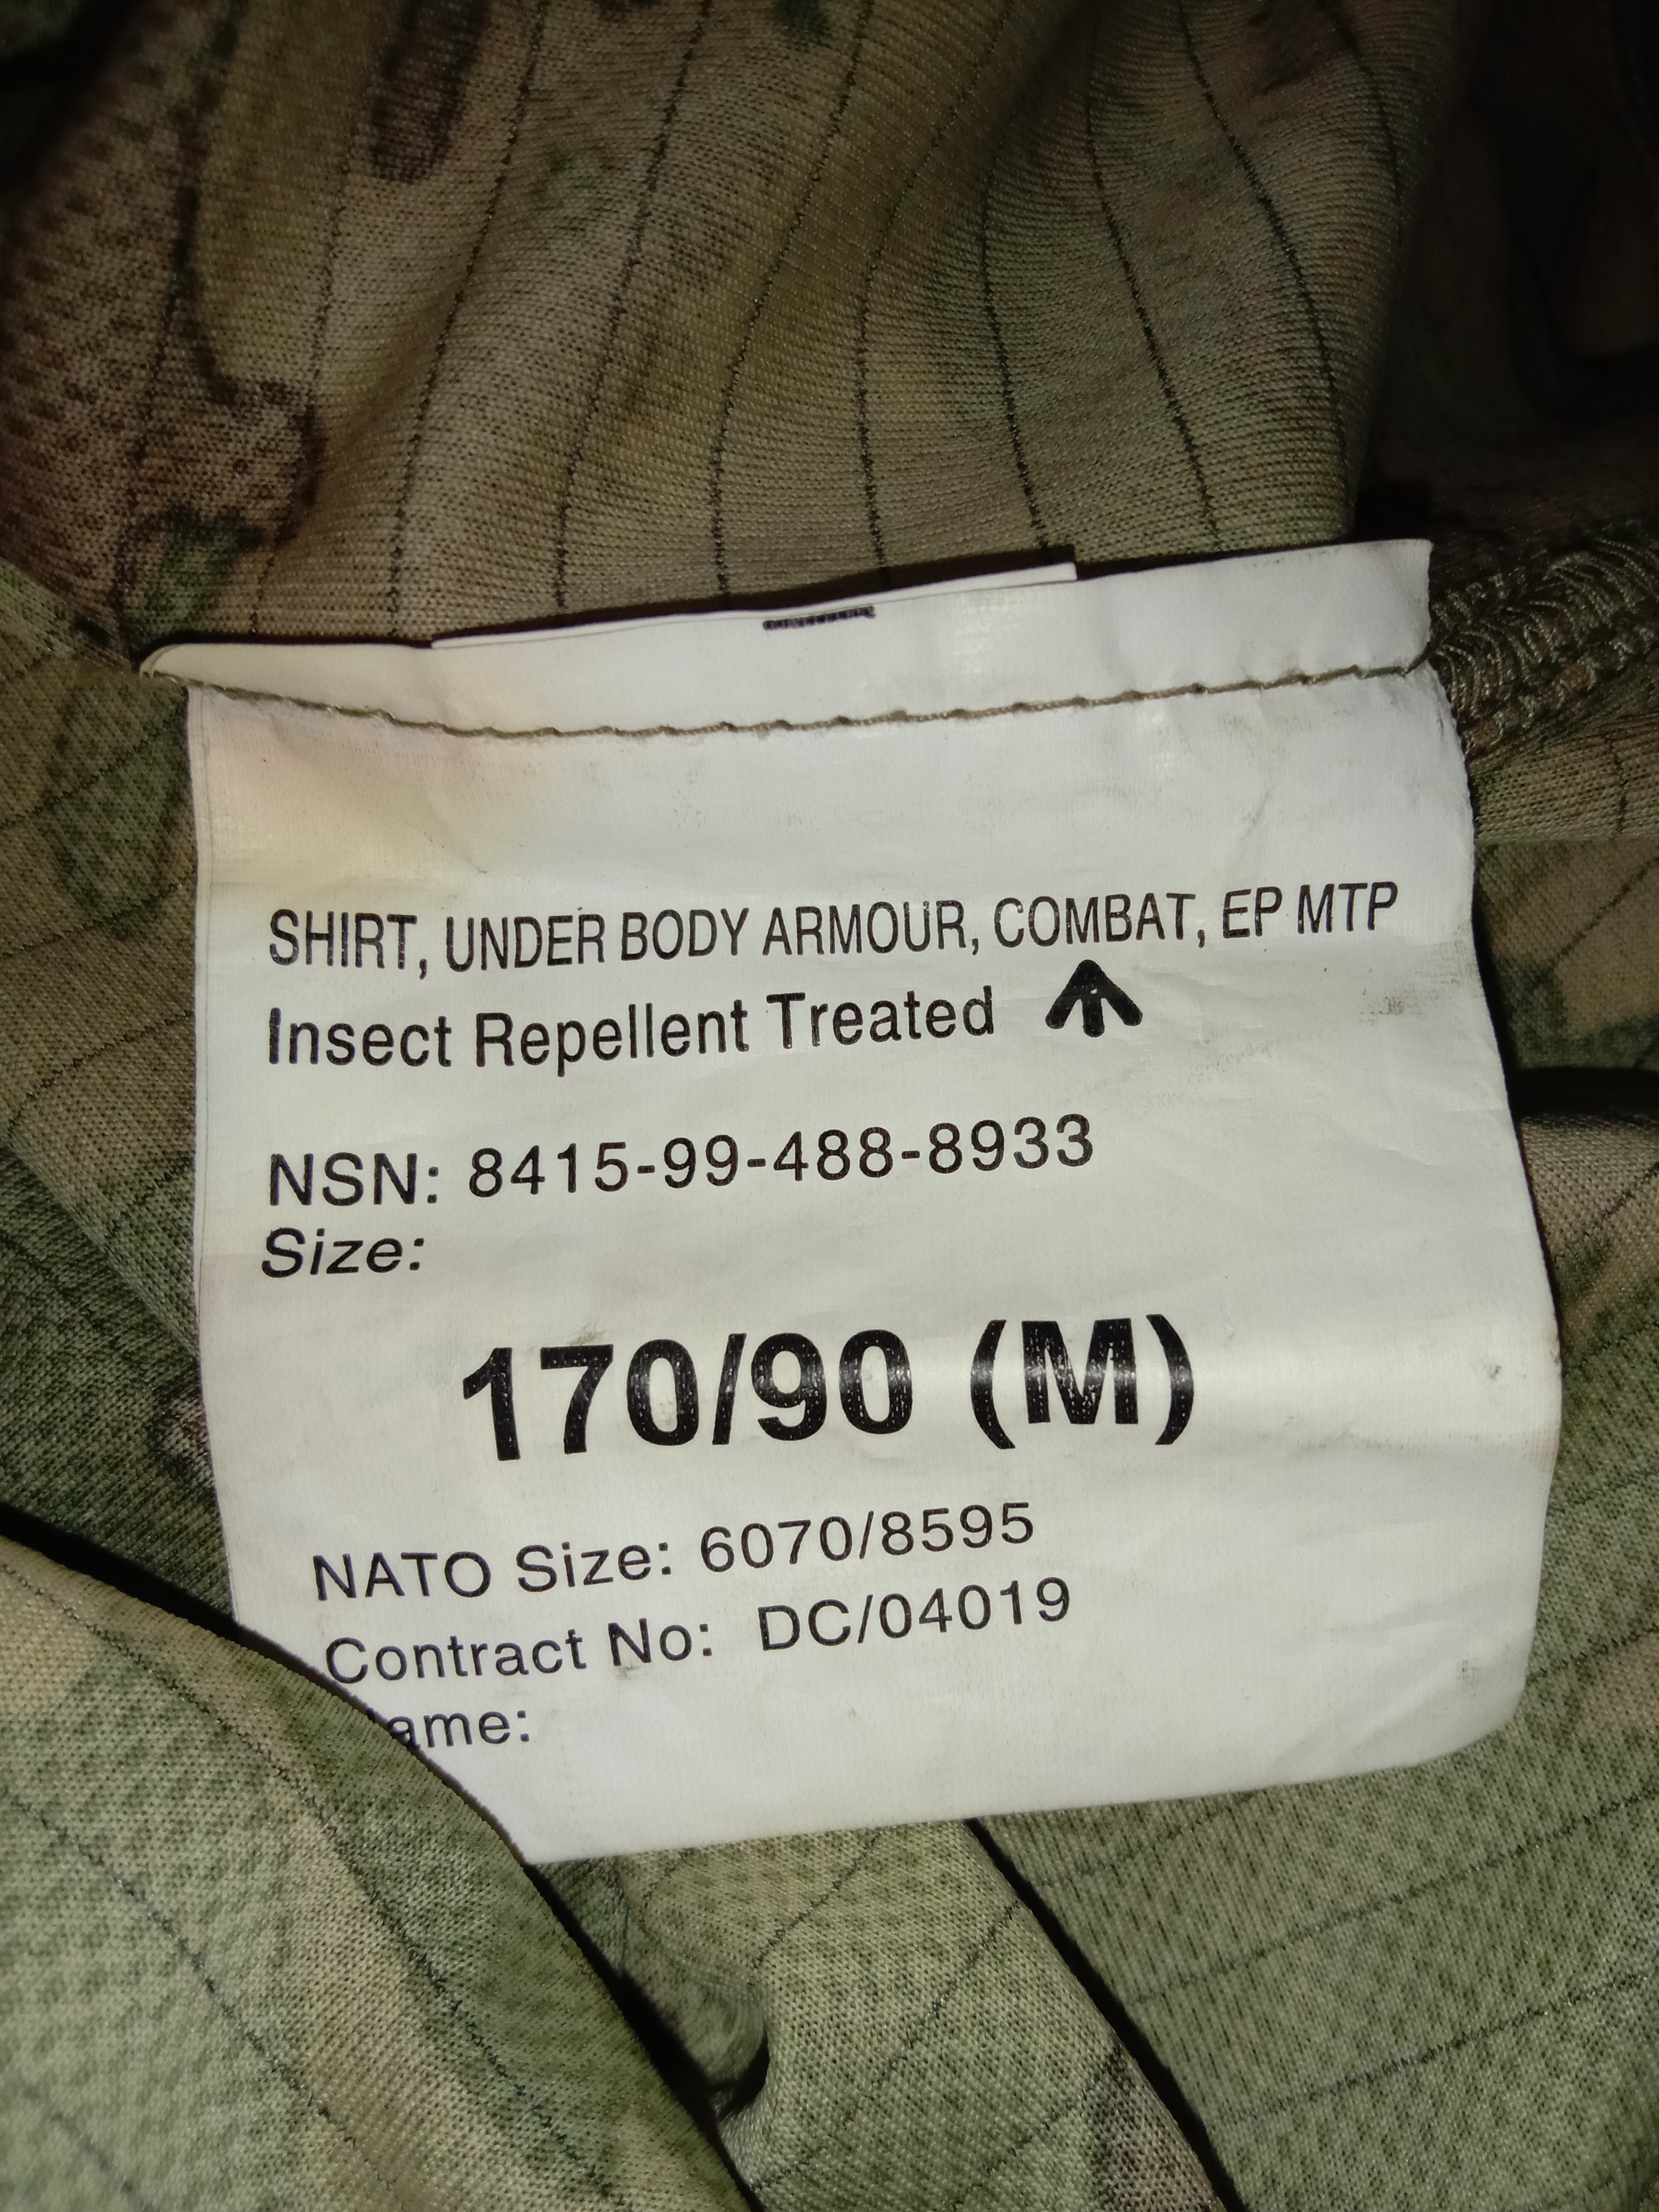 SHIRT, UNDER BODY ARMOUR, COMBAT, EP MTP
Insect Repellent Treated
NSN: 8415-99-488-8933
Size:
170/90 (M)
NATO Size: 6070/8595
Contract No: DC/04019
ame: